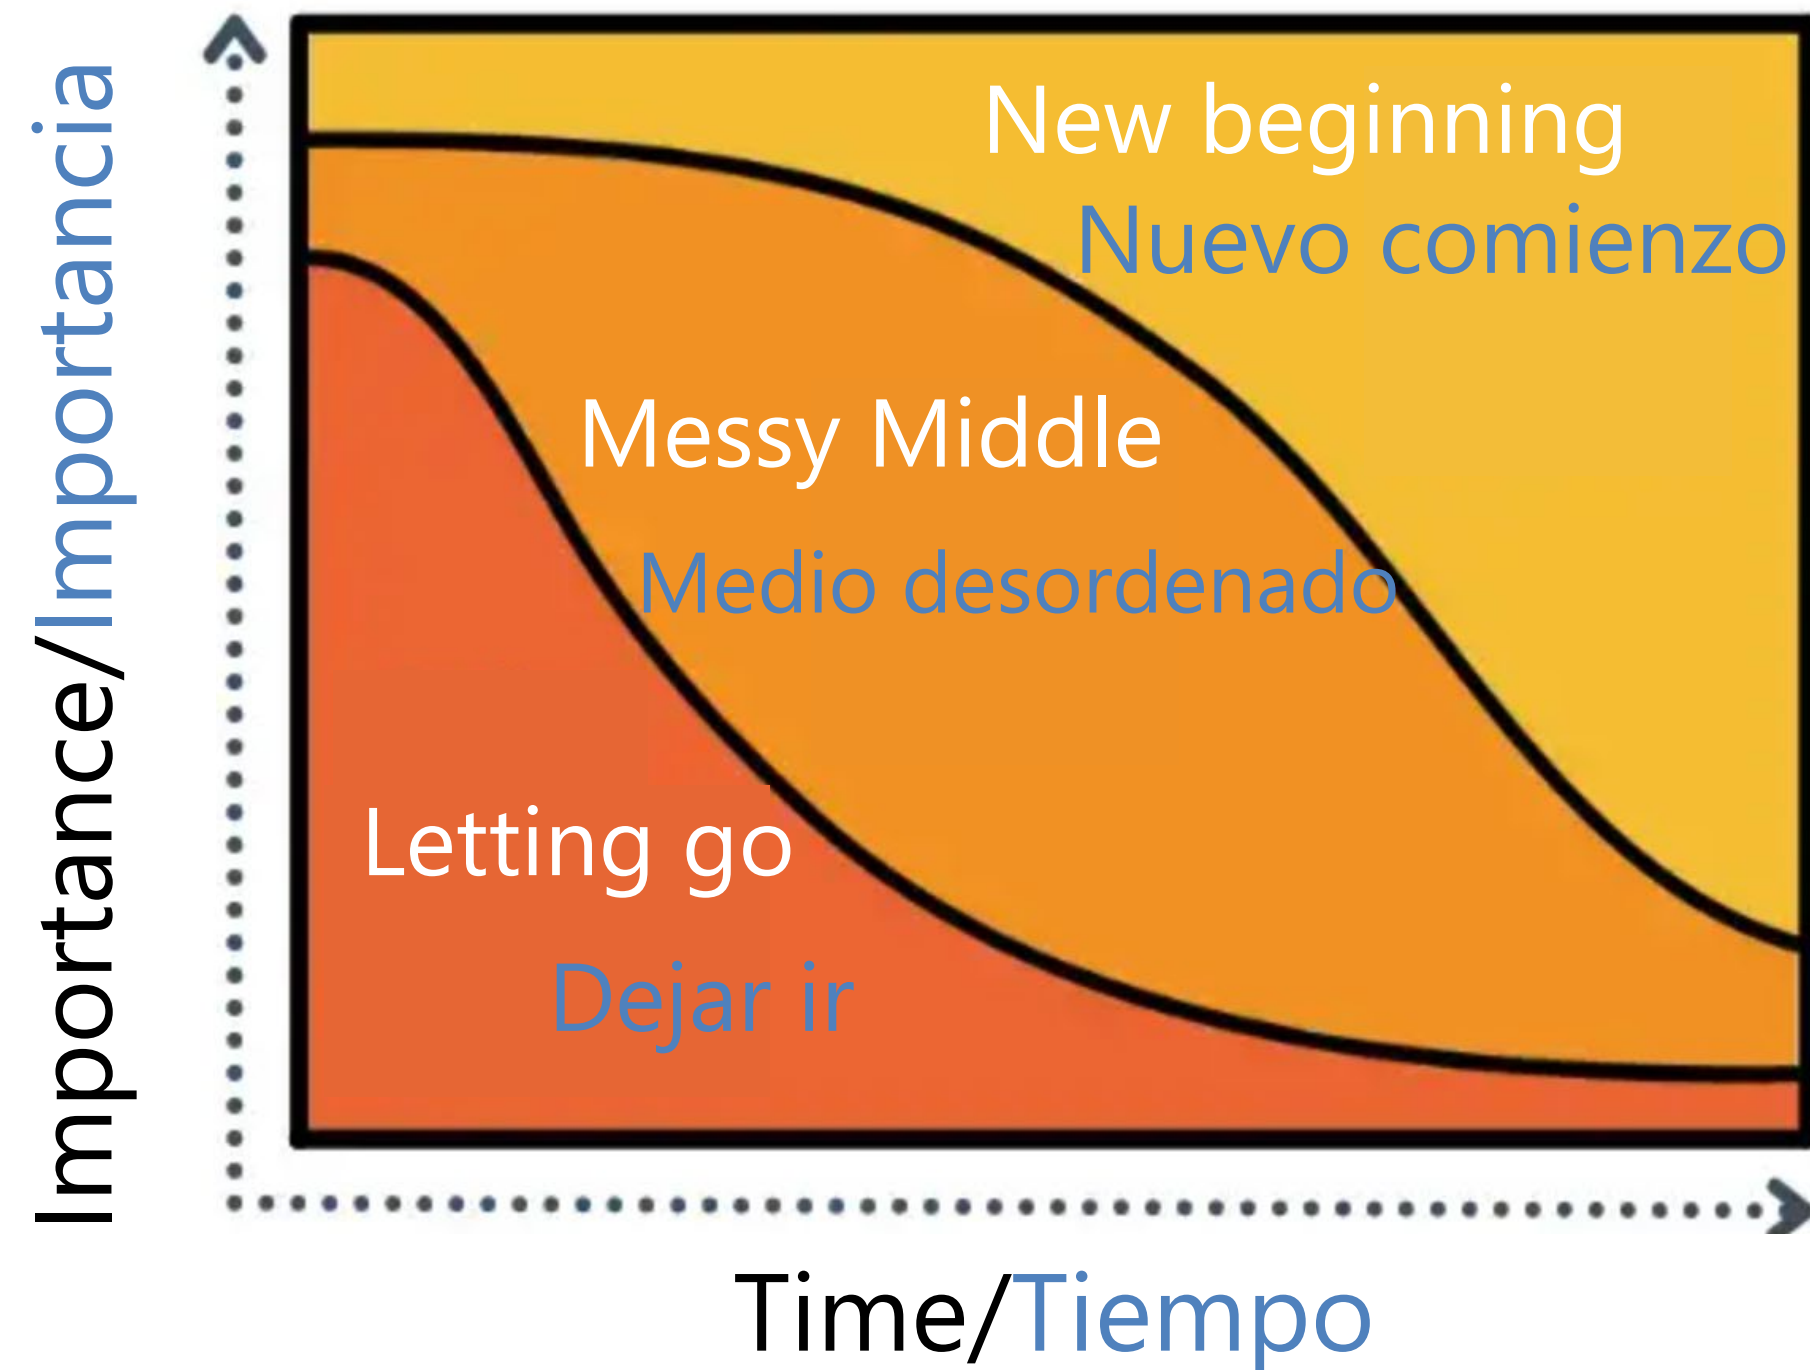 Importance/Importancia
New beginning
Nuevo comienzo
Messy Middle
Medio desordenado
Letting go
Dejar ir
Time/Tiempo